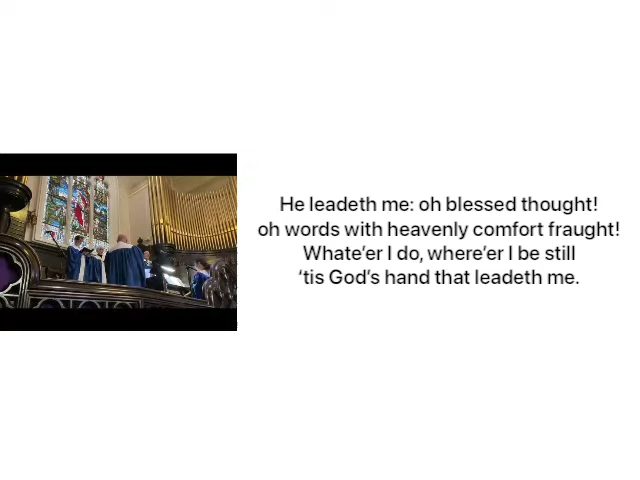 He leadeth me: oh blessed thought!
oh words with heavenly comfort fraught!
Whate’er I do, where’er I be still
‘tis God’s hand that leadeth me.